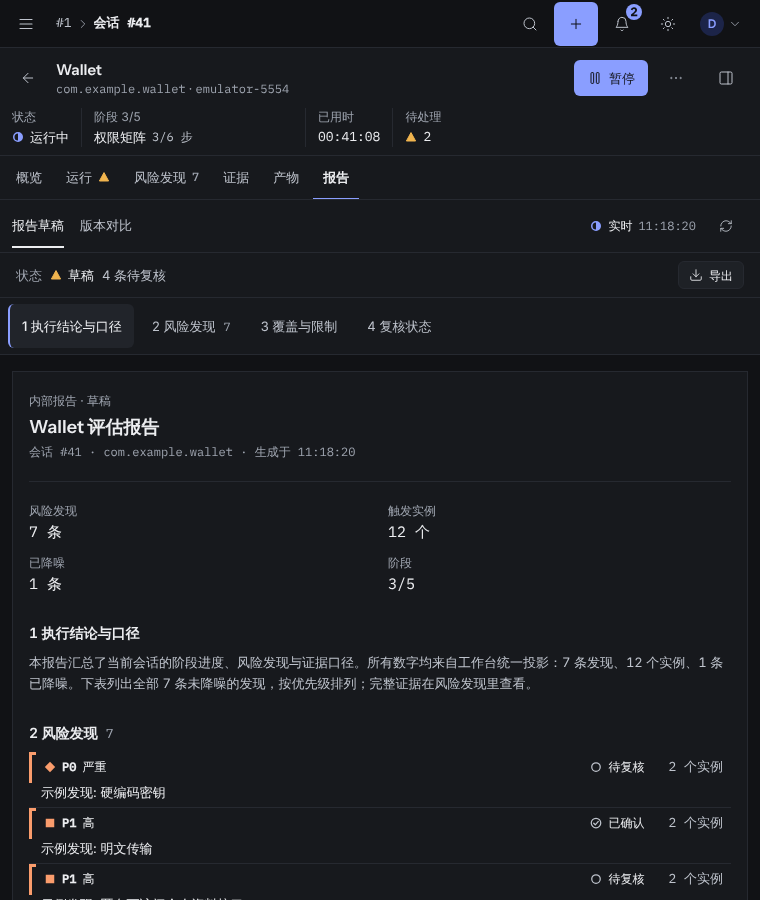 #1 会话 #41
2
D
Wallet
com.example.wallet · emulator-5554
暂停
状态 阶段 3/5 已用时 待处理
运行中 权限矩阵 3/6 步 00:41:08 2
概览 运行 风险发现 7 证据 产物 报告
报告草稿 版本对比 实时 11:18:20
状态 草稿 4 条待复核 导出
1 执行结论与口径 2 风险发现 7 3 覆盖与限制 4 复核状态
内部报告 · 草稿
Wallet 评估报告
会话 #41 · com.example.wallet · 生成于 11:18:20
风险发现 触发实例
7 条 12 个
已降噪 阶段
1 条 3/5
1 执行结论与口径
本报告汇总了当前会话的阶段进度、风险发现与证据口径。所有数字均来自工作台统一投影：7 条发现、12 个实例、1 条
已降噪。下表列出全部 7 条未降噪的发现，按优先级排列；完整证据在风险发现里查看。
2 风险发现 7
P0 严重 待复核 2 个实例
示例发现: 硬编码密钥
P1 高 已确认 2 个实例
示例发现: 明文传输
P1 高 待复核 2 个实例